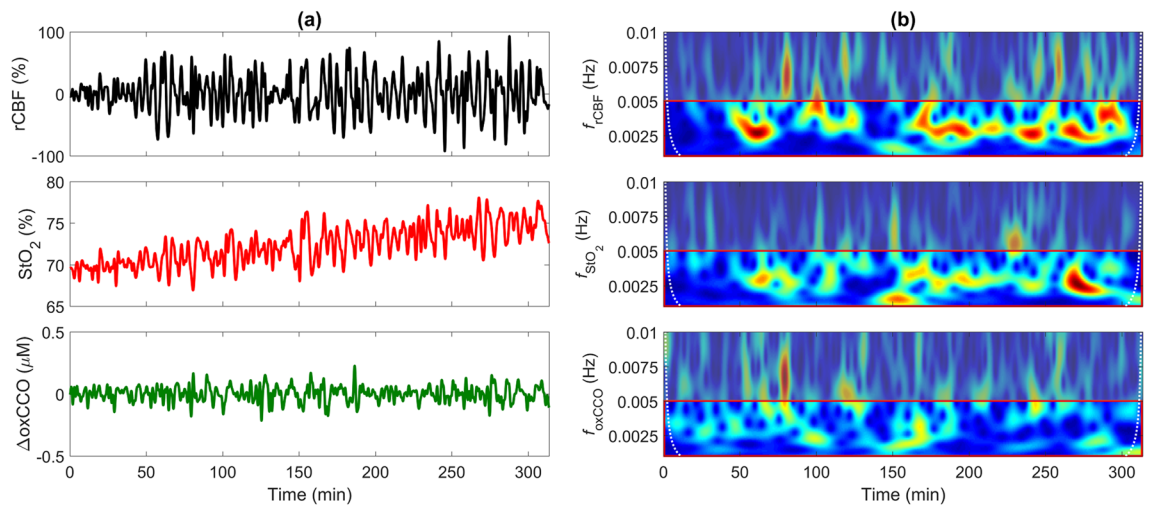 (a)
100
0
-100
rCBF (%)
80
75
70
65
StO2 (%)
0.5
0
-0.5
ΔoxCCO (μM)
0 50 100 150 200 250 300
Time (min)
(b)
0.01
0.0075
0.005
0.0025
frCBF (Hz)
0.01
0.0075
0.005
0.0025
fStO2 (Hz)
0.01
0.0075
0.005
0.0025
foxCCO (Hz)
0 50 100 150 200 250 300
Time (min)